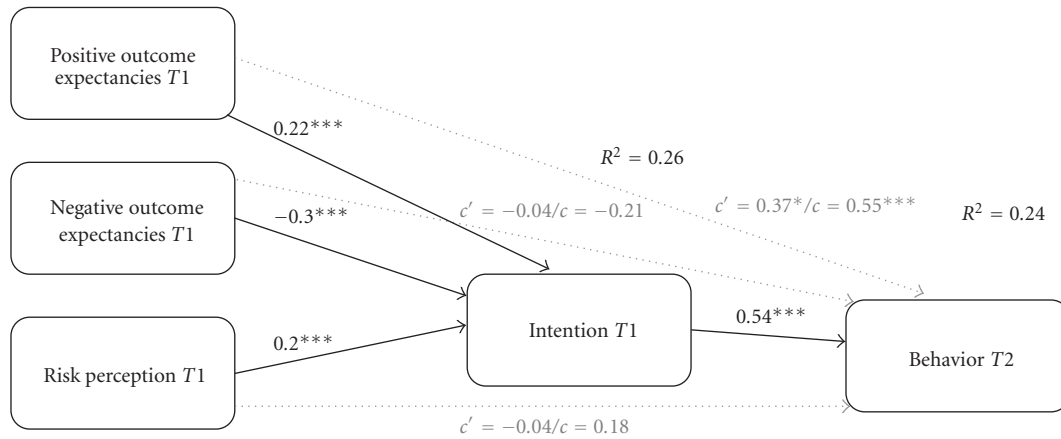 Positive outcome
expectancies T1
0.22***
R² = 0.26
Negative outcome
expectancies T1
−0.3***
c′ = −0.04/c = −0.21
c′ = 0.37*/c = 0.55***
R² = 0.24
Intention T1
0.54***
Behavior T2
Risk perception T1
0.2***
c′ = −0.04/c = 0.18